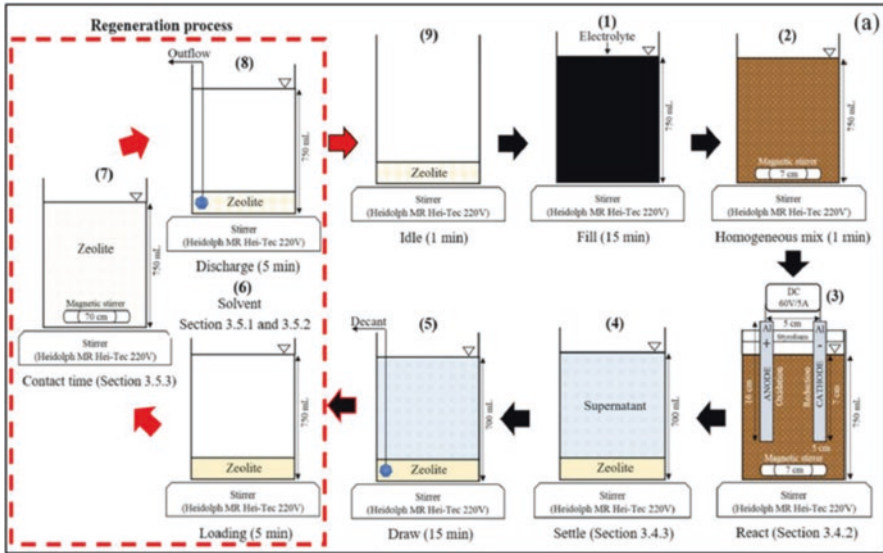 Regeneration process
(a)
(8)
Outflow
750 mL
Zeolite
Stirrer
(Heidolph MR Hei-Tec 220V)
Discharge (5 min)
(9)
Zeolite
Stirrer
(Heidolph MR Hei-Tec 220V)
Idle (1 min)
(1)
Electrolyte
750 mL
Stirrer
(Heidolph MR Hei-Tec 220V)
Fill (15 min)
(2)
750 mL
Magnetic stirrer
7 cm
Stirrer
(Heidolph MR Hei-Tec 220V)
Homogeneous mix (1 min)
(7)
Zeolite
750 mL
Magnetic stirrer
70 cm
Stirrer
(Heidolph MR Hei-Tec 220V)
Contact time (Section 3.5.3)
(6)
Solvent
Section 3.5.1 and 3.5.2
750 mL
Zeolite
Stirrer
(Heidolph MR Hei-Tec 220V)
Loading (5 min)
(5)
Decant
700 mL
Zeolite
Stirrer
(Heidolph MR Hei-Tec 220V)
Draw (15 min)
(4)
Supernatant
700 mL
Zeolite
Stirrer
(Heidolph MR Hei-Tec 220V)
Settle (Section 3.4.3)
(3)
DC
60V/5A
5 cm
Al
+
Al
-
Styrofoam
16 cm
ANODE
Oxidation
Reduction
CATHODE
7 cm
5 cm
750 mL
Magnetic stirrer
7 cm
Stirrer
(Heidolph MR Hei-Tec 220V)
React (Section 3.4.2)